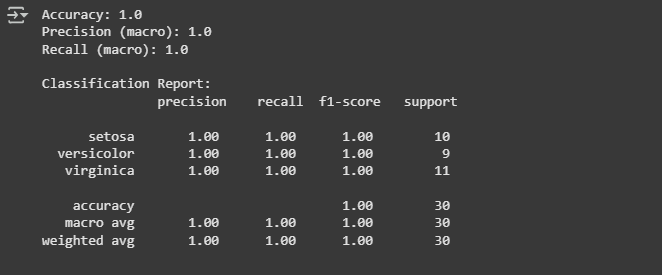 Accuracy: 1.0
Precision (macro): 1.0
Recall (macro): 1.0
Classification Report:
precision recall f1-score support
setosa 1.00 1.00 1.00 10
versicolor 1.00 1.00 1.00 9
virginica 1.00 1.00 1.00 11
accuracy 1.00 30
macro avg 1.00 1.00 1.00 30
weighted avg 1.00 1.00 1.00 30